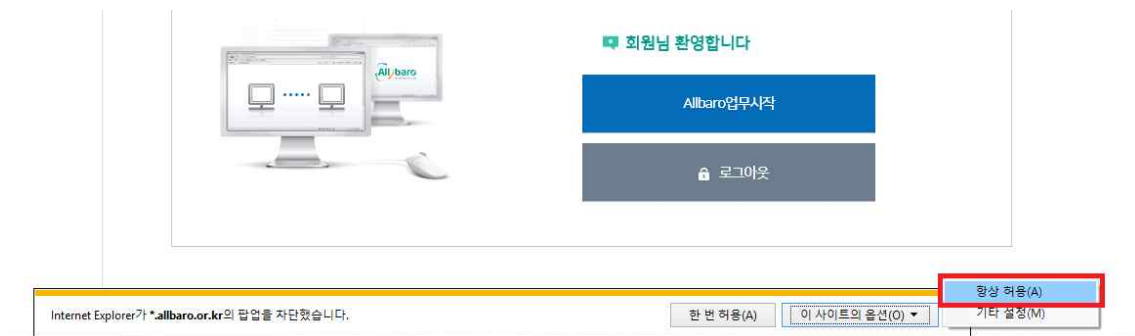 Allbaro
회원님 환영합니다
Allbaro업무시작
로그아웃
항상 허용(A)
Internet Explorer가 *.allbaro.or.kr의 팝업을 차단했습니다.
한 번 허용(A)
이 사이트의 옵션(O) ▼
기타 설정(M)